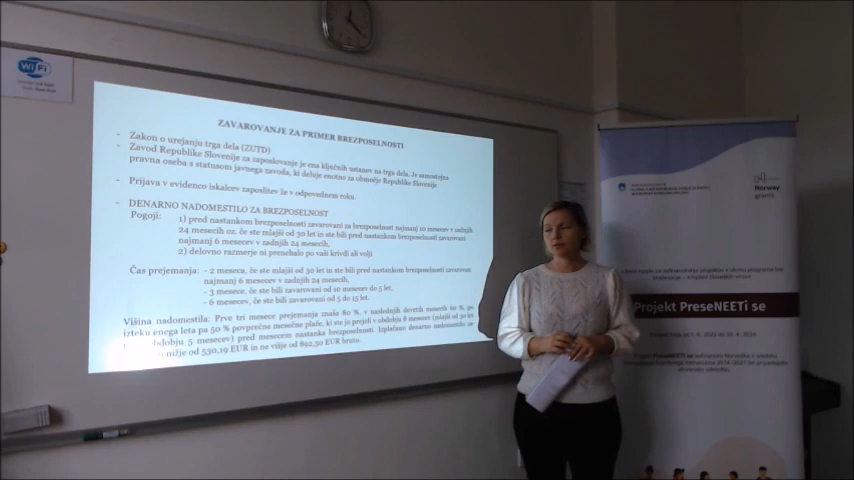 WiFi
ZAVAROVANJE ZA PRIMER BREZPOSELNOSTI
- Zakon o urejanju trga dela (ZUTD)
- Zavod Republike Slovenije za zaposlovanje je ena ključnih ustanov na trgu dela. Je samostojna
pravna oseba s statusom javnega zavoda, ki deluje enotno za območje Republike Slovenije.
- Prijava v evidenco iskalcev zaposlitve že v odpovednem roku.
- DENARNO NADOMESTILO ZA BREZPOSELNOST
Pogoji: 1) pred nastankom brezposelnosti zavarovani za brezposelnost najmanj 10 mesecev v zadnjih
24 mesecih oz. če ste mlajši od 30 let in ste bili pred nastankom brezposelnosti zavarovani
najmanj 6 mesecev v zadnjih 24 mesecih,
2) delovno razmerje ni prenehalo po vaši krivdi ali volji
Čas prejemanja: - 2 meseca, če ste mlajši od 30 let in ste bili pred nastankom brezposelnosti zavarovan
najmanj 6 mesecev v zadnjih 24 mesecih,
- 3 mesece, če ste bili zavarovani od 10 mesecev do 5 let,
- 6 mesecev, če ste bili zavarovani od 5 do 15 let.
Višina nadomestila: Prve tri mesece prejemanja znaša 80 %, v naslednjih devetih mesecih 60 %, po
izteku enega leta pa 50 % povprečne mesečne plače, ki ste jo prejeli v obdobju 8 mesecev (mlajši od 30 let
obdobju 5 mesecev) pred mesecem nastanka brezposelnosti. Izplačano denarno nadomestilo ne
nižje od 530,19 EUR in ne višje od 892,50 EUR bruto.
Norway
grants
Projekt PreseNEETi se